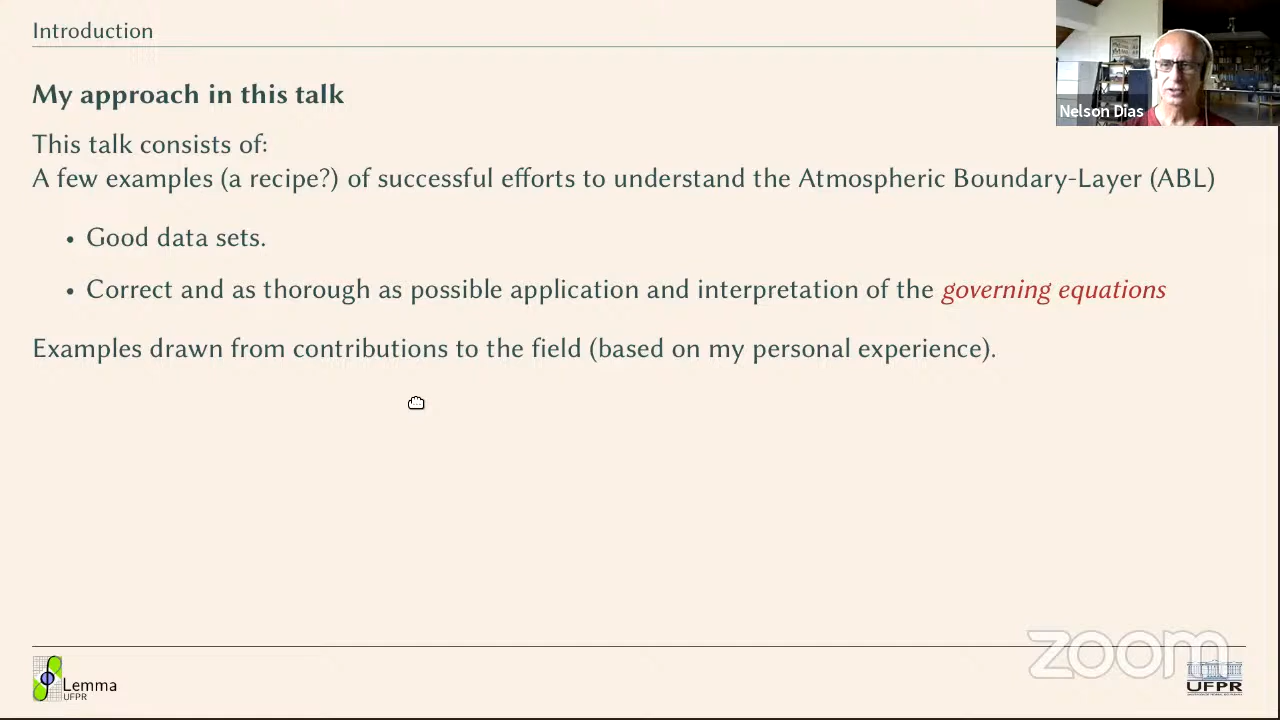 Introduction
Nelson Dias
My approach in this talk
This talk consists of:
A few examples (a recipe?) of successful efforts to understand the Atmospheric Boundary-Layer (ABL)
• Good data sets.
• Correct and as thorough as possible application and interpretation of the governing equations
Examples drawn from contributions to the field (based on my personal experience).
zoom
Lemma
UFPR
UFPR